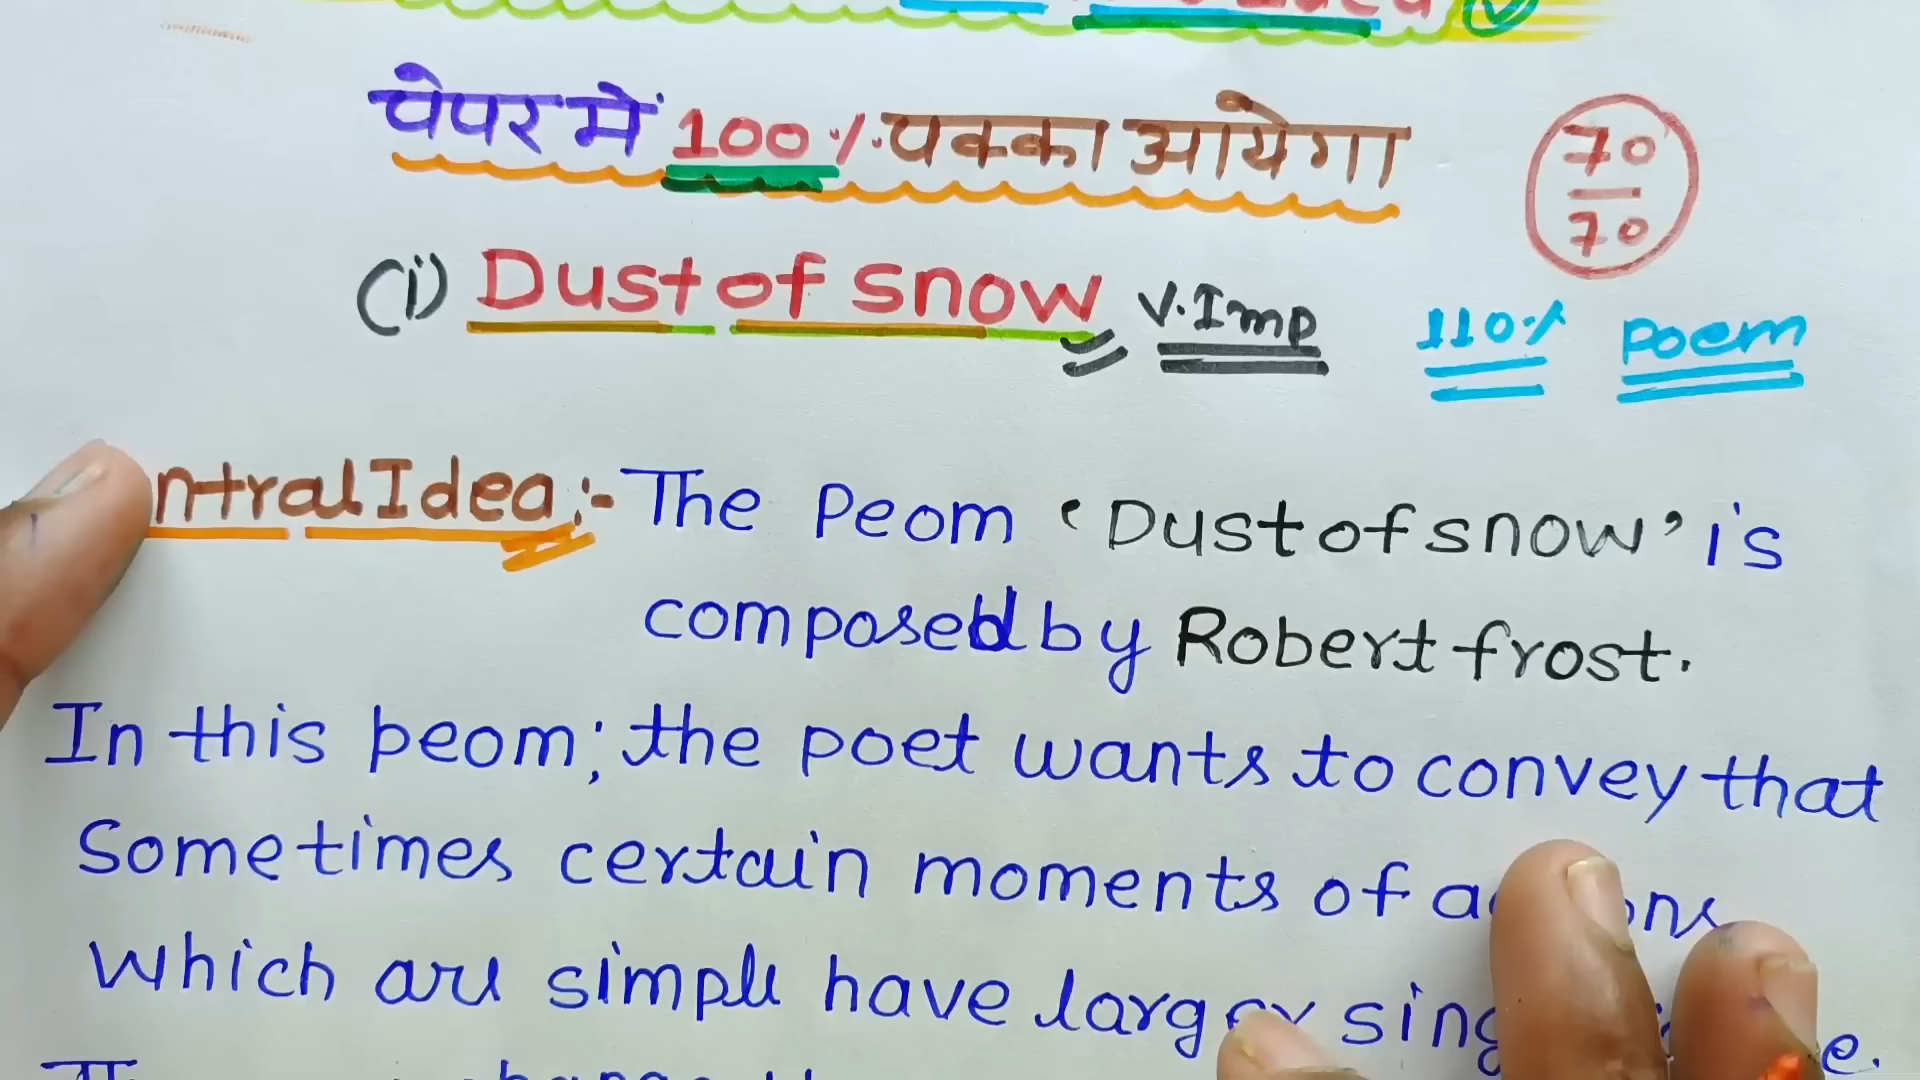 पेपर में 100% पक्का आयेगा
70
70
(i) Dust of snow V.Imp 110% Poem
ntral Idea :- The Peom ‘Dust of snow’ is
composed by Robert frost.
In this peom; the poet wants to convey that
Sometimes certain moments of
which are simple have larger